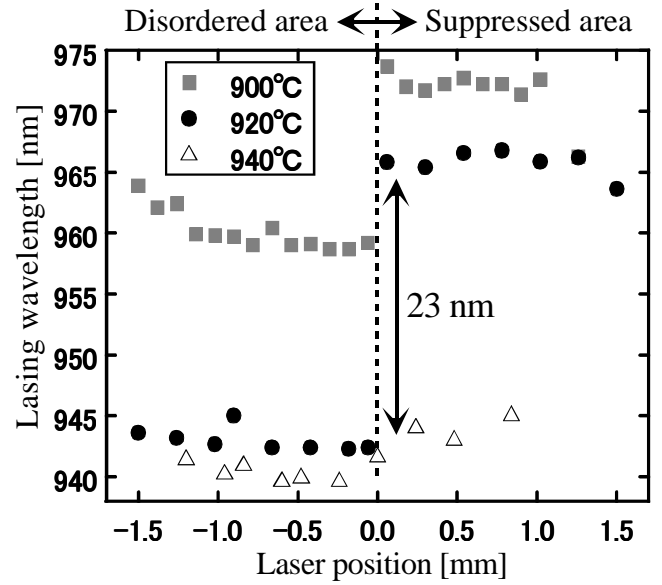 Disordered area
Suppressed area
Lasing wavelength [nm]
975
970
965
960
955
950
945
940
900°C
920°C
940°C
23 nm
−1.5
−1.0
−0.5
0.0
0.5
1.0
1.5
Laser position [mm]